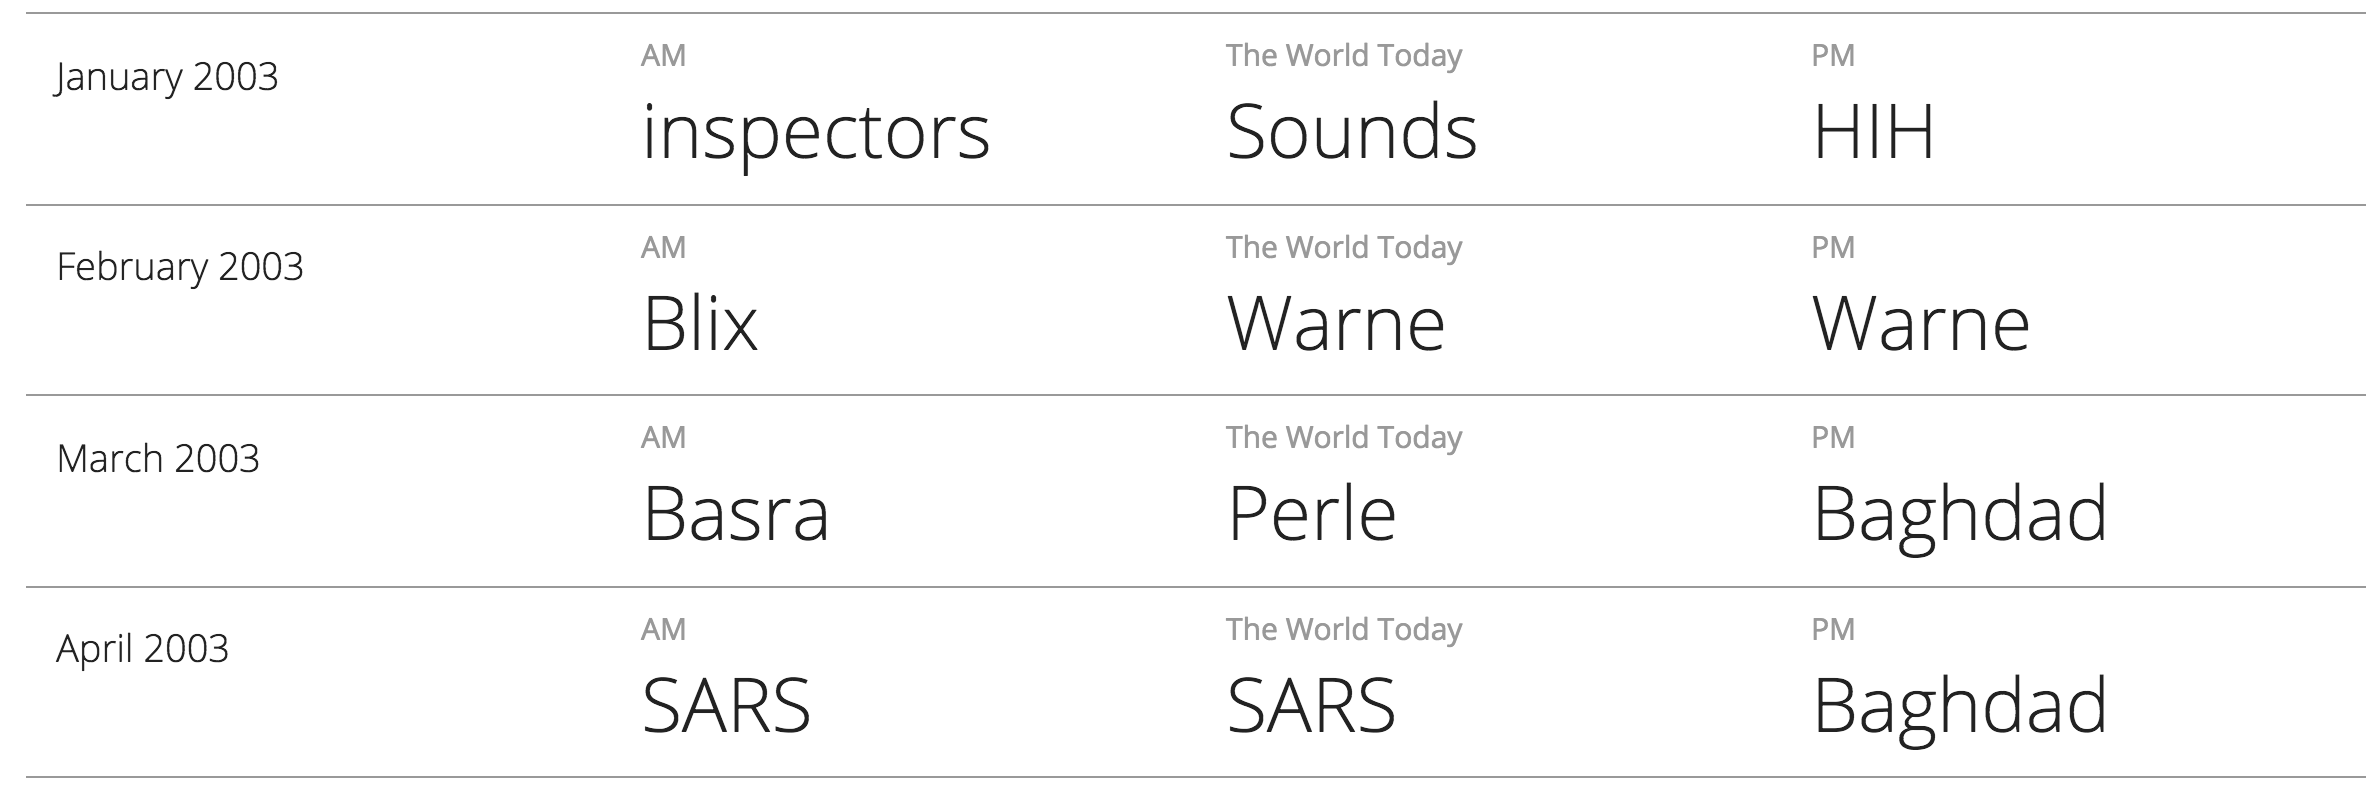 January 2003
AM
The World Today
PM
inspectors
Sounds
HIH
February 2003
AM
The World Today
PM
Blix
Warne
Warne
March 2003
AM
The World Today
PM
Basra
Perle
Baghdad
April 2003
AM
The World Today
PM
SARS
SARS
Baghdad